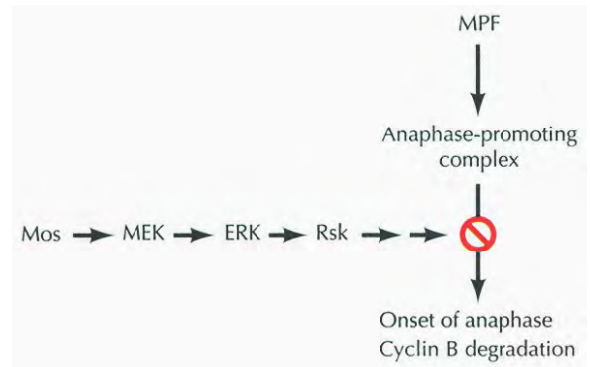 MPF
Anaphase-promoting
complex
Mos MEK ERK Rsk
Onset of anaphase
Cyclin B degradation